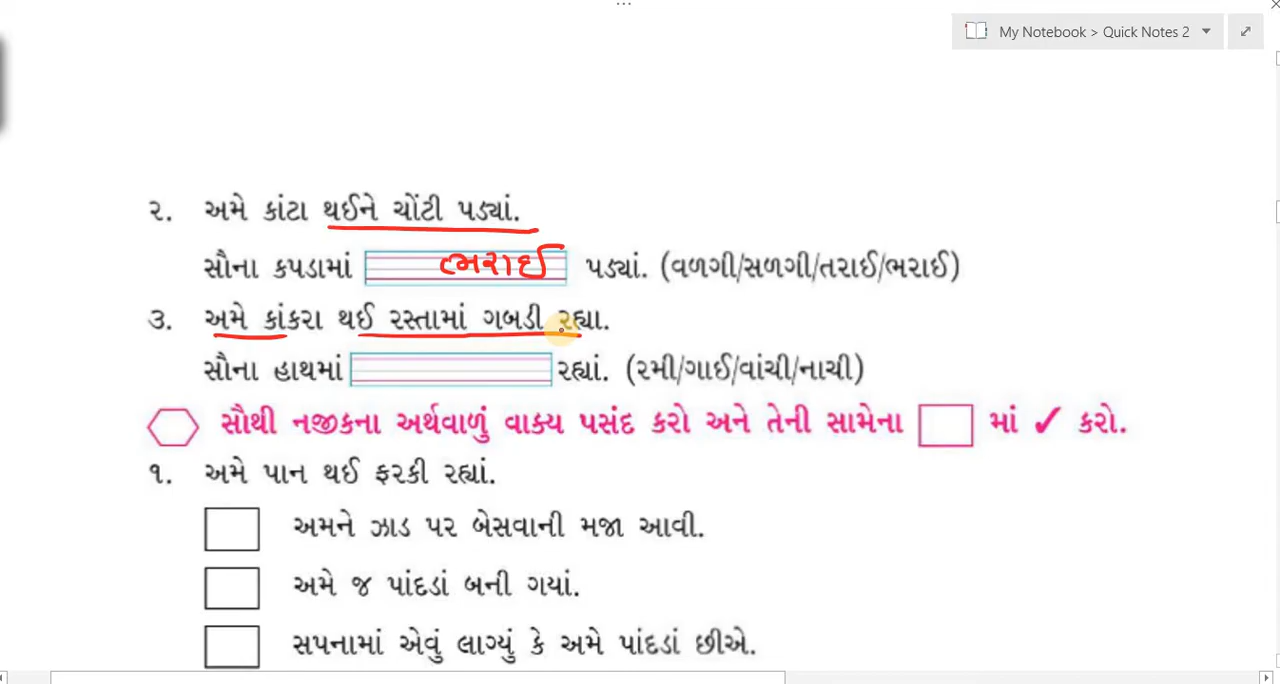 ...
My Notebook > Quick Notes 2
૨. અમે કાંટા થઈને ચોંટી પડ્યાં.
સૌના કપડામાં ભરાઈ પડ્યાં. (વળગી/સળગી/તરાઈ/ભરાઈ)
૩. અમે કાંકરા થઈ રસ્તામાં ગબડી રહ્યા.
સૌના હાથમાં રહ્યાં. (રમી/ગાઈ/વાંચી/નાચી)
સૌથી નજીકના અર્થવાળું વાક્ય પસંદ કરો અને તેની સામેના માં ✓ કરો.
૧. અમે પાન થઈ ફરકી રહ્યાં.
અમને ઝાડ પર બેસવાની મજા આવી.
અમે જ પાંદડાં બની ગયાં.
સપનામાં એવું લાગ્યું કે અમે પાંદડાં છીએ.